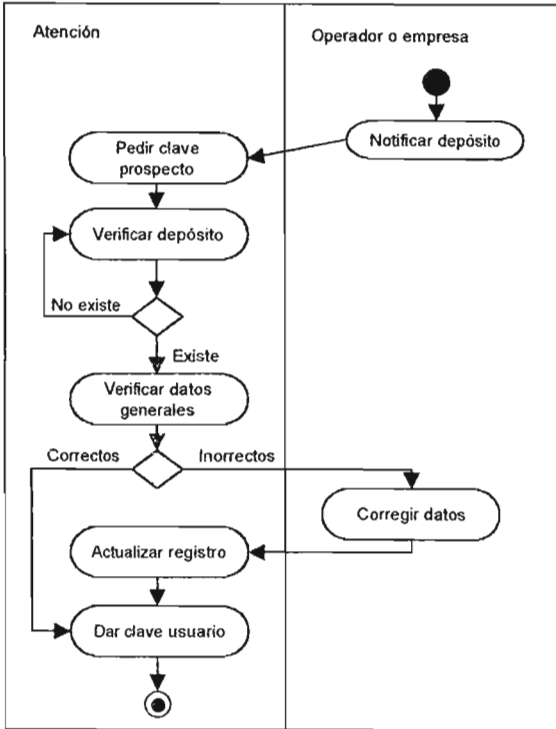 Atención
Operador o empresa
Notificar depósito
Pedir clave
prospecto
Verificar depósito
No existe
Existe
Verificar datos
generales
Correctos
Inorrectos
Corregir datos
Actualizar registro
Dar clave usuario